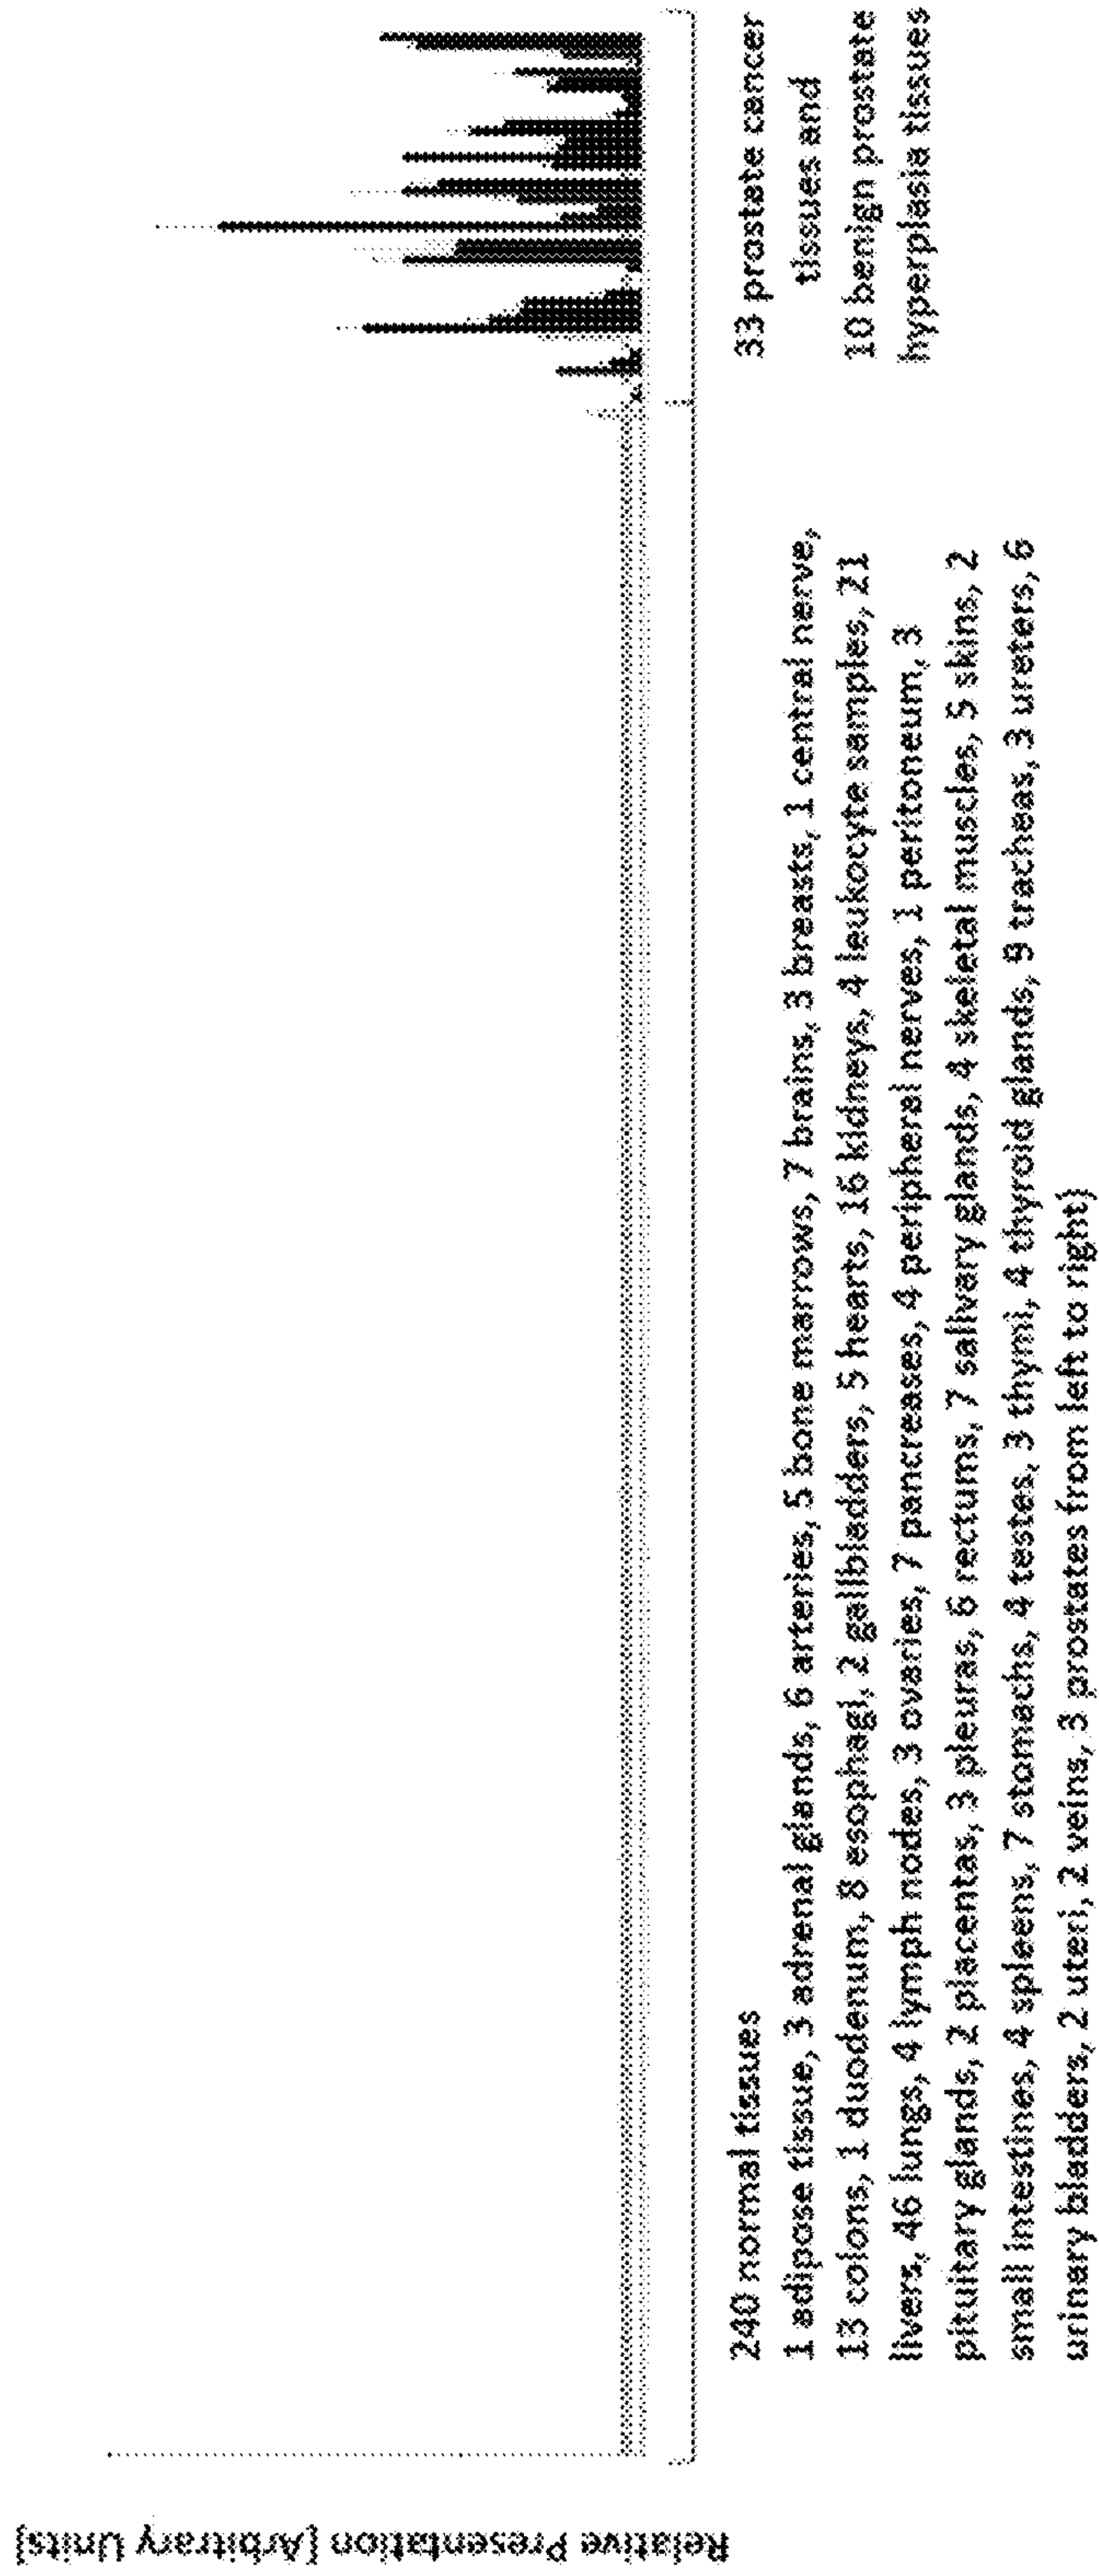 Relative Presentation [Arbitrary Units]
240 normal tissues
1 adipose tissue, 3 adrenal glands, 6 arteries, 5 bone marrows, 7 brains, 3 breasts, 1 central nerve,
13 colons, 1 duodenum, 8 esophagi, 2 gallbladders, 5 hearts, 16 kidneys, 4 leukocyte samples, 21
livers, 46 lungs, 4 lymph nodes, 3 ovaries, 7 pancreases, 4 peripheral nerves, 1 peritoneum, 3
pituitary glands, 2 placentas, 3 pleuras, 6 rectums, 7 salivary glands, 4 skeletal muscles, 5 skins, 2
small intestines, 4 spleens, 7 stomachs, 4 testes, 3 thymi, 4 thyroid glands, 9 tracheas, 3 ureters, 6
urinary bladders, 2 uteri, 2 veins, 3 prostates from left to right)
33 prostate cancer
tissues and
10 benign prostate
hyperplasia tissues